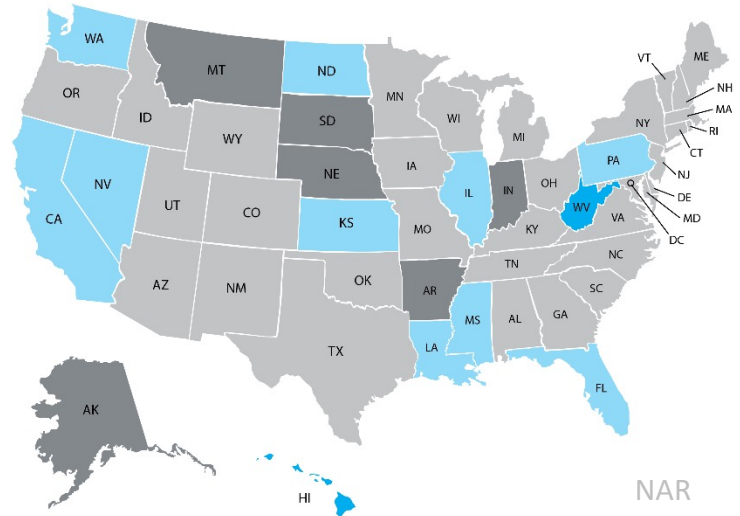 WA
MT
ND
MN
VT
ME
OR
ID
SD
WI
NH
MA
WY
MI
NY
RI
CT
NE
IA
PA
NJ
NV
IL
IN
OH
DE
CA
UT
CO
WV
VA
MD
KS
MO
KY
DC
NC
TN
AZ
NM
OK
AR
SC
MS
AL
GA
TX
LA
FL
AK
HI
NAR